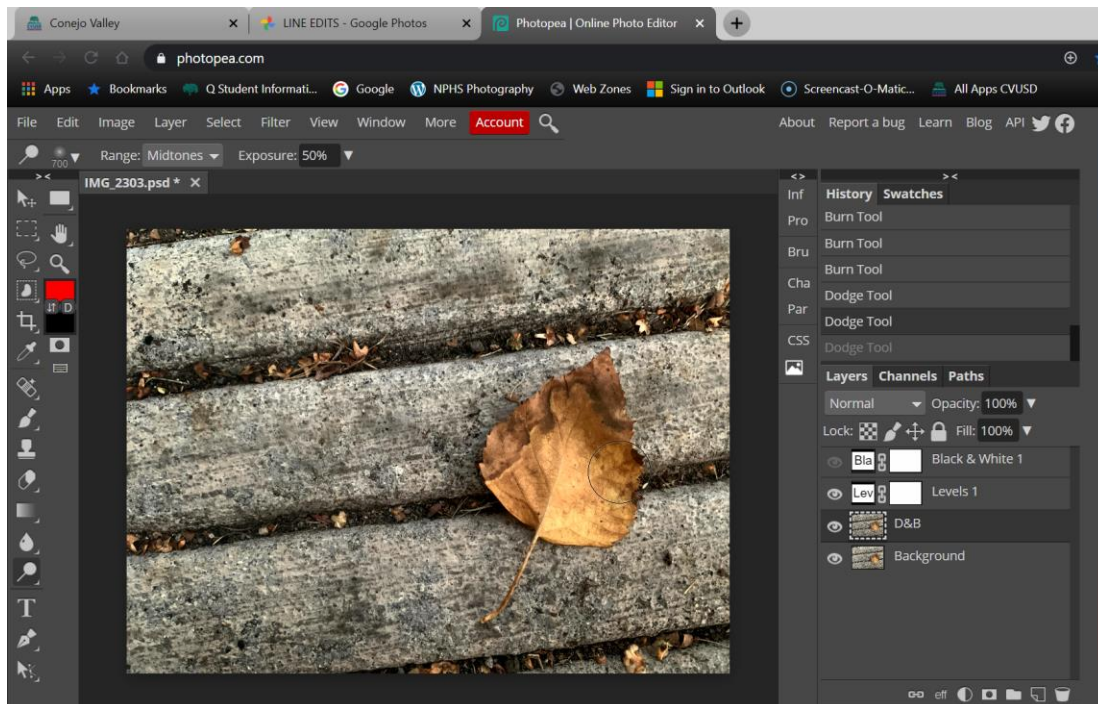 Conejo Valley × LINE EDITS - Google Photos × Photopea | Online Photo Editor × +
photopea.com
Apps Bookmarks Q Student Informati... Google NPHS Photography Web Zones Sign in to Outlook Screencast-O-Matic... All Apps CVUSD
File Edit Image Layer Select Filter View Window More Account About Report a bug Learn Blog API
700 Range: Midtones Exposure: 50%
> < < > > <
IMG_2303.psd * × Inf History Swatches
Pro Burn Tool
Bru Burn Tool
Burn Tool
Cha Dodge Tool
Par Dodge Tool
CSS Dodge Tool
Layers Channels Paths
Normal Opacity: 100%
Lock: Fill: 100%
Bla Black & White 1
Lev Levels 1
D&B
Background
D
T
eff